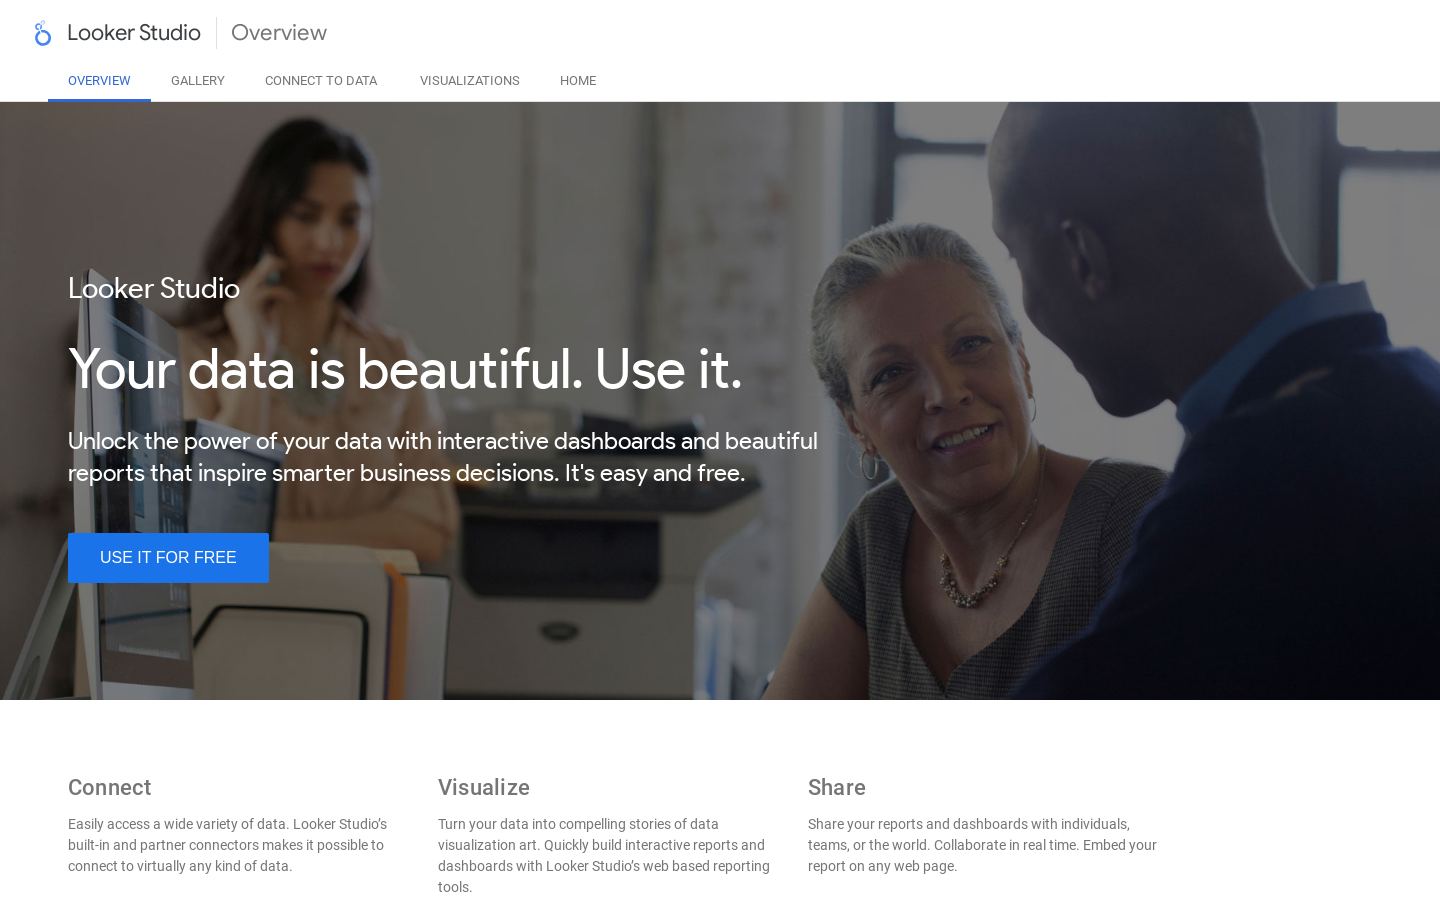 Looker Studio
Overview
OVERVIEW
GALLERY
CONNECT TO DATA
VISUALIZATIONS
HOME
Looker Studio
Your data is beautiful. Use it.
Unlock the power of your data with interactive dashboards and beautiful
reports that inspire smarter business decisions. It's easy and free.
USE IT FOR FREE
Connect
Easily access a wide variety of data. Looker Studio’s
built-in and partner connectors makes it possible to
connect to virtually any kind of data.
Visualize
Turn your data into compelling stories of data
visualization art. Quickly build interactive reports and
dashboards with Looker Studio’s web based reporting
tools.
Share
Share your reports and dashboards with individuals,
teams, or the world. Collaborate in real time. Embed your
report on any web page.